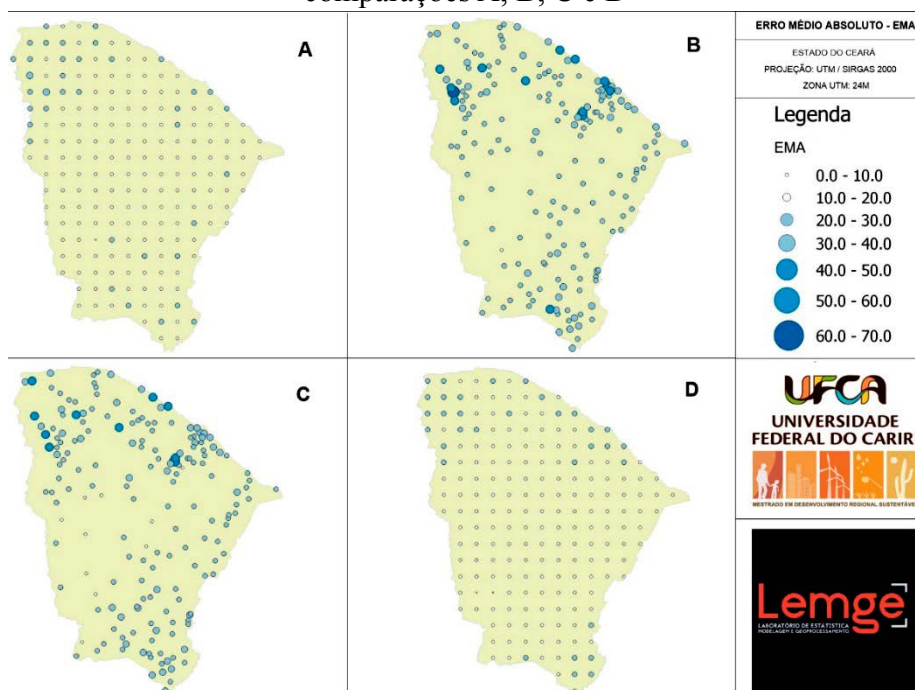 comparações A, B, C e D
A
B
C
D
ERRO MÉDIO ABSOLUTO - EMA
ESTADO DO CEARÁ
PROJEÇÃO: UTM / SIRGAS 2000
ZONA UTM: 24M
Legenda
EMA
0.0 - 10.0
10.0 - 20.0
20.0 - 30.0
30.0 - 40.0
40.0 - 50.0
50.0 - 60.0
60.0 - 70.0
UFCA
UNIVERSIDADE
FEDERAL DO CARIRI
MESTRADO EM DESENVOLVIMENTO REGIONAL SUSTENTÁVEL
Lemge
LABORATÓRIO DE ESTATÍSTICA
MODELAGEM E GEOPROCESSAMENTO